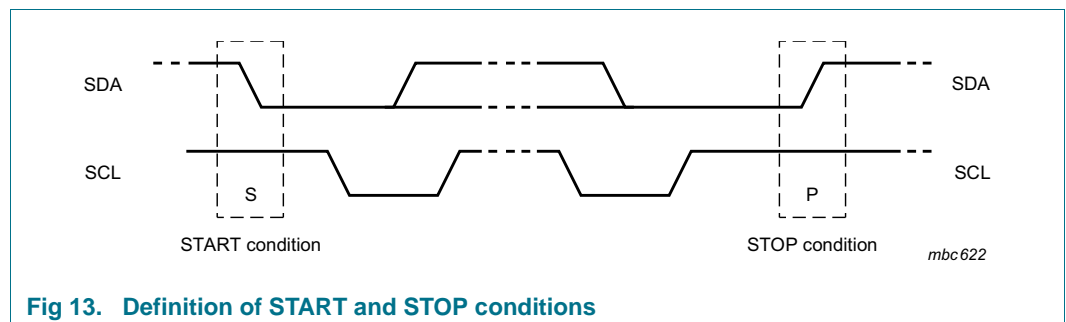 SDA
SDA
SCL
SCL
S
P
START condition
STOP condition
mbc622
Fig 13. Definition of START and STOP conditions